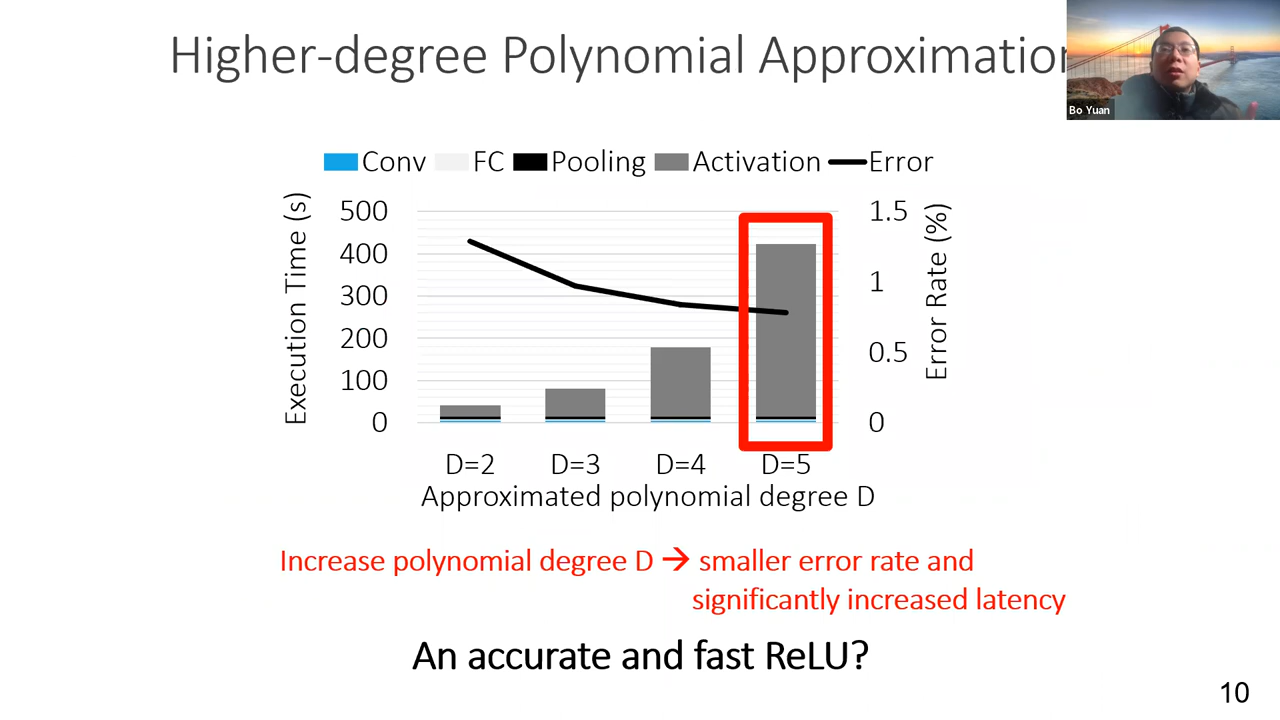 Higher-degree Polynomial Approximation
Bo Yuan
Conv FC Pooling Activation Error
Execution Time (s)
500
400
300
200
100
0
1.5
1
0.5
0
Error Rate (%)
D=2 D=3 D=4 D=5
Approximated polynomial degree D
Increase polynomial degree D → smaller error rate and
significantly increased latency
An accurate and fast ReLU?
10